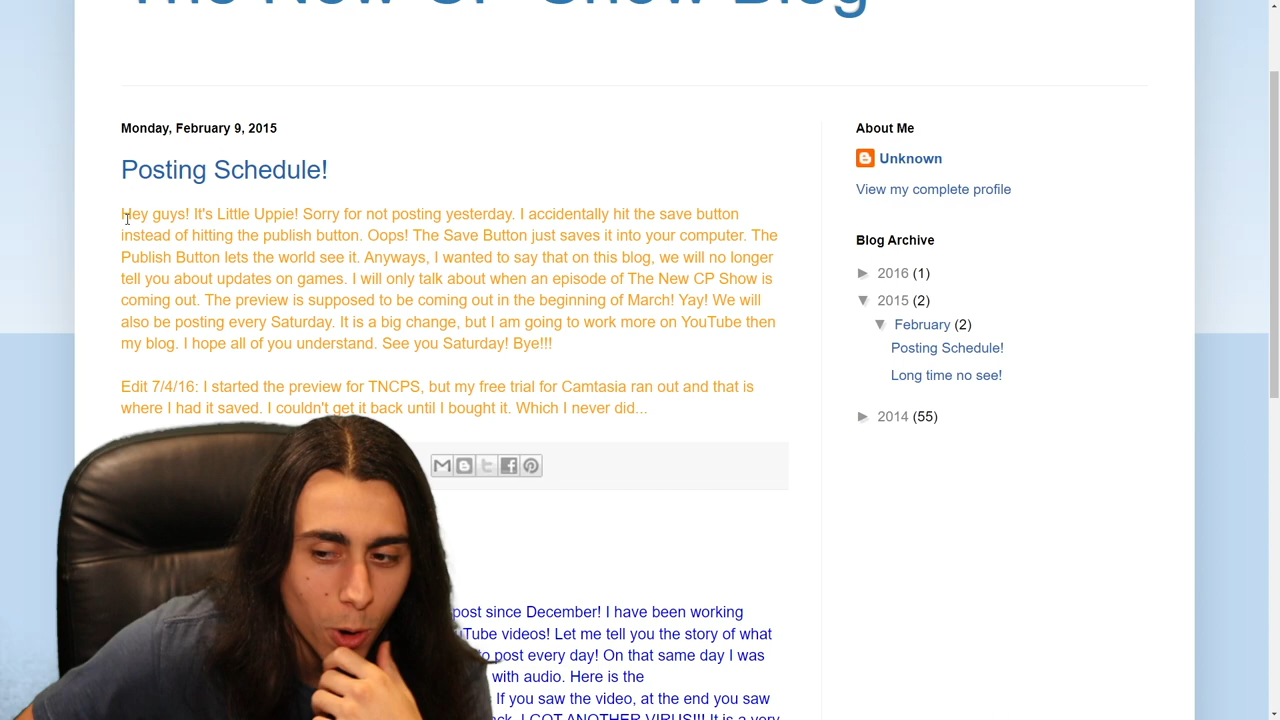 The New CP Show Blog
Monday, February 9, 2015
Posting Schedule!
Hey guys! It's Little Uppie! Sorry for not posting yesterday. I accidentally hit the save button
instead of hitting the publish button. Oops! The Save Button just saves it into your computer. The
Publish Button lets the world see it. Anyways, I wanted to say that on this blog, we will no longer
tell you about updates on games. I will only talk about when an episode of The New CP Show is
coming out. The preview is supposed to be coming out in the beginning of March! Yay! We will
also be posting every Saturday. It is a big change, but I am going to work more on YouTube then
my blog. I hope all of you understand. See you Saturday! Bye!!!
Edit 7/4/16: I started the preview for TNCPS, but my free trial for Camtasia ran out and that is
where I had it saved. I couldn't get it back until I bought it. Which I never did...
post since December! I have been working
Tube videos! Let me tell you the story of what
to post every day! On that same day I was
with audio. Here is the
If you saw the video, at the end you saw
I GOT ANOTHER VIRUS!!! It is a very
About Me
Unknown
View my complete profile
Blog Archive
► 2016 (1)
▼ 2015 (2)
▼ February (2)
Posting Schedule!
Long time no see!
► 2014 (55)